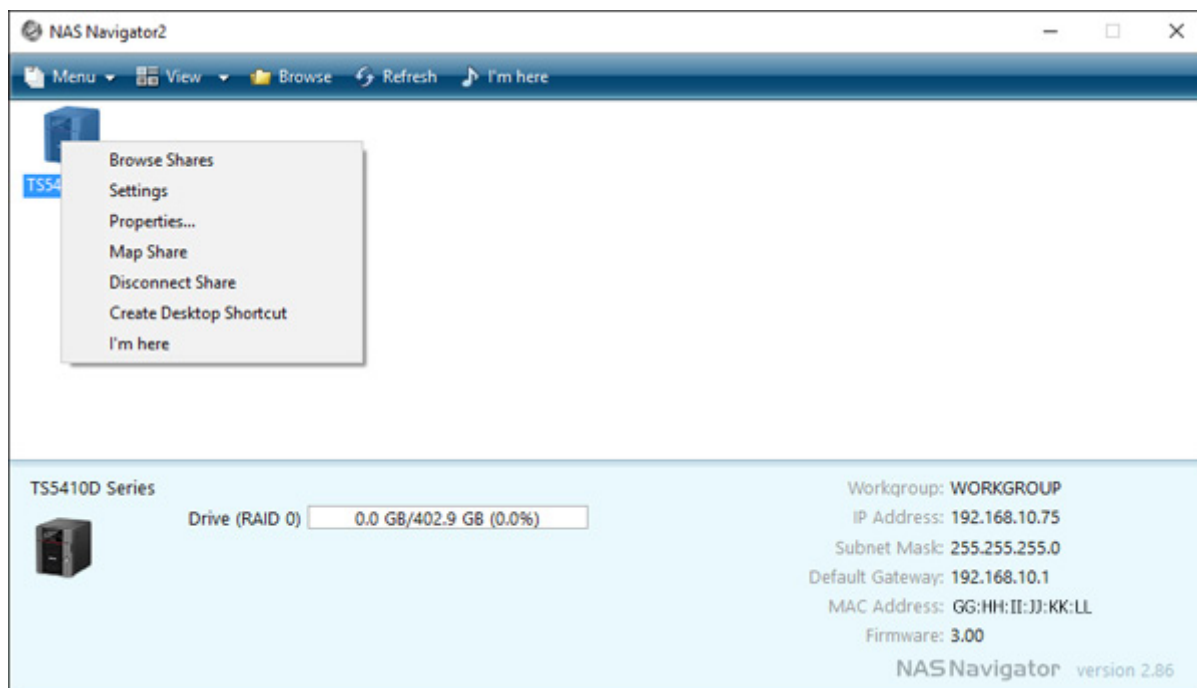 NAS Navigator2
Menu View Browse Refresh I'm here
TS54
Browse Shares
Settings
Properties...
Map Share
Disconnect Share
Create Desktop Shortcut
I'm here
TS5410D Series
Drive (RAID 0) 0.0 GB/402.9 GB (0.0%)
Workgroup: WORKGROUP
IP Address: 192.168.10.75
Subnet Mask: 255.255.255.0
Default Gateway: 192.168.10.1
MAC Address: GG:HH:II:JJ:KK:LL
Firmware: 3.00
NAS Navigator version 2.86